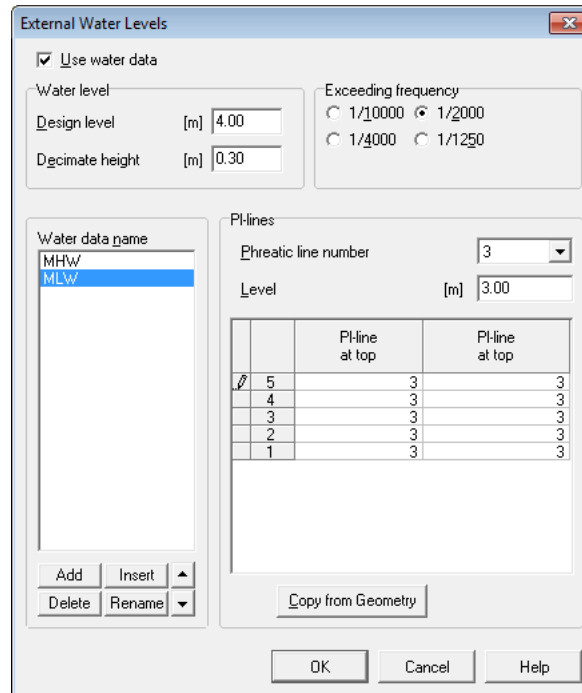 External Water Levels
Use water data
Water level
Design level [m] 4.00
Decimate height [m] 0.30
Exceeding frequency
1/10000 1/2000
1/4000 1/1250
Water data name
MHW
MLW
Add Insert
Delete Rename
Pl-lines
Phreatic line number 3
Level [m] 3.00
Pl-line at top Pl-line at top
5 3 3
4 3 3
3 3 3
2 3 3
1 3 3
Copy from Geometry
OK Cancel Help